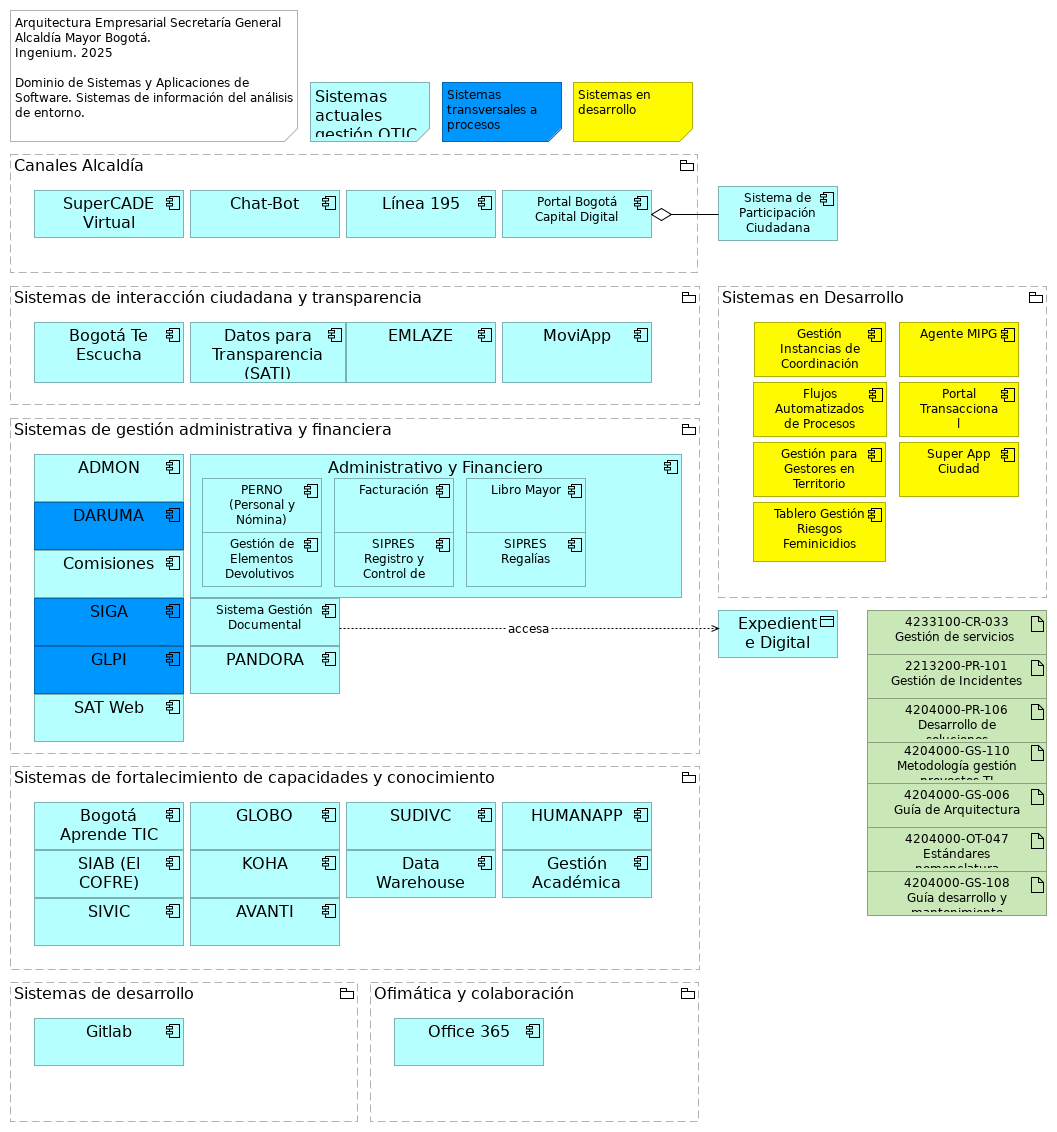 Arquitectura Empresarial Secretaría General
Alcaldía Mayor Bogotá.
Ingenium. 2025
Dominio de Sistemas y Aplicaciones de
Software. Sistemas de información del análisis
de entorno.
Sistemas
actuales
gestión OTIC
Sistemas
transversales a
procesos
Sistemas en
desarrollo
Canales Alcaldía
SuperCADE
Virtual
Chat-Bot
Línea 195
Portal Bogotá
Capital Digital
Sistema de
Participación
Ciudadana
Sistemas de interacción ciudadana y transparencia
Bogotá Te
Escucha
Datos para
Transparencia
(SATI)
EMLAZE
MoviApp
Sistemas en Desarrollo
Gestión
Instancias de
Coordinación
Agente MIPG
Flujos
Automatizados
de Procesos
Portal
Transacciona
l
Gestión para
Gestores en
Territorio
Super App
Ciudad
Tablero Gestión
Riesgos
Feminicidios
Sistemas de gestión administrativa y financiera
ADMON
DARUMA
Comisiones
SIGA
GLPI
SAT Web
Administrativo y Financiero
PERNO
(Personal y
Nómina)
Facturación
Libro Mayor
Gestión de
Elementos
Devolutivos
SIPRES
Registro y
Control de
SIPRES
Regalías
Sistema Gestión
Documental
PANDORA
accesa
Expedient
e Digital
4233100-CR-033
Gestión de servicios
2213200-PR-101
Gestión de Incidentes
4204000-PR-106
Desarrollo de
soluciones
4204000-GS-110
Metodología gestión
proyectos TI
4204000-GS-006
Guía de Arquitectura
4204000-OT-047
Estándares
nomenclatura
4204000-GS-108
Guía desarrollo y
mantenimiento
Sistemas de fortalecimiento de capacidades y conocimiento
Bogotá
Aprende TIC
GLOBO
SUDIVC
HUMANAPP
SIAB (El
COFRE)
KOHA
Data
Warehouse
Gestión
Académica
SIVIC
AVANTI
Sistemas de desarrollo
Gitlab
Ofimática y colaboración
Office 365